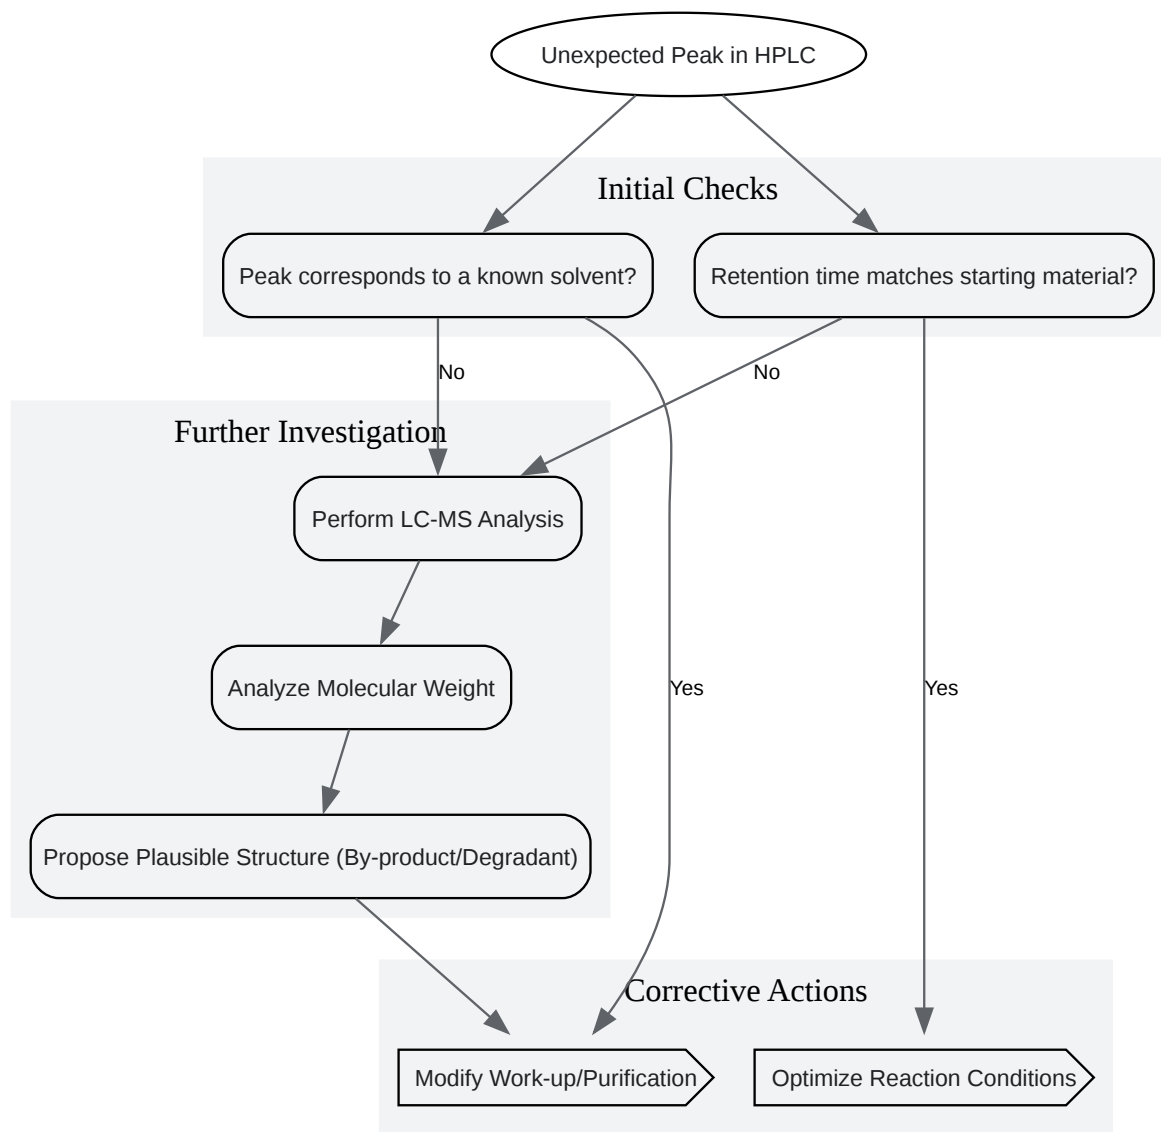 Unexpected Peak in HPLC
Initial Checks
Peak corresponds to a known solvent?
Retention time matches starting material?
No
No
Further Investigation
Perform LC-MS Analysis
Analyze Molecular Weight
Yes
Yes
Propose Plausible Structure (By-product/Degradant)
Corrective Actions
Modify Work-up/Purification
Optimize Reaction Conditions